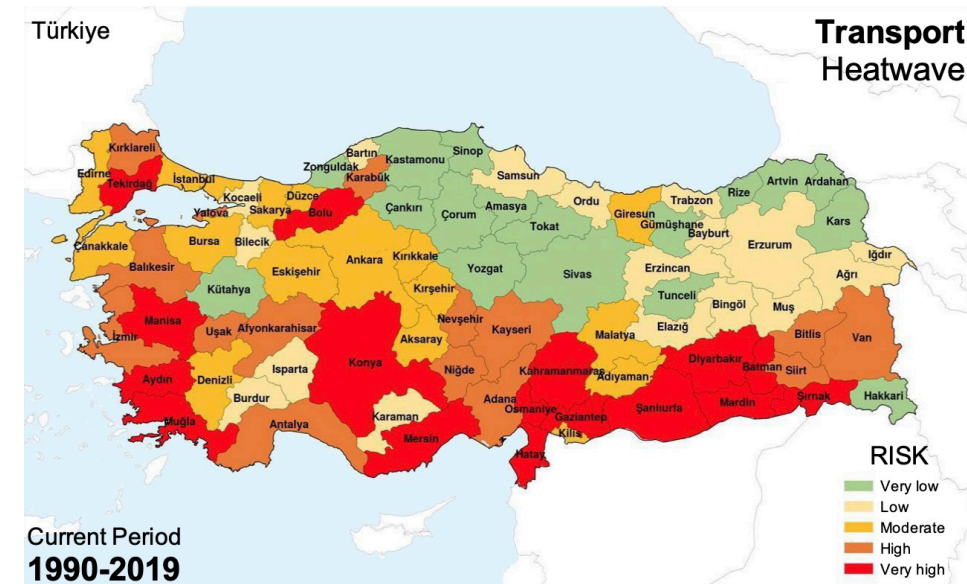 Türkiye
Transport
Heatwave
Kırklareli
Edirne
Tekirdağ
İstanbul
Kocaeli
Yalova
Sakarya
Düzce
Bolu
Zonguldak
Bartın
Karabük
Kastamonu
Sinop
Samsun
Ordu
Giresun
Trabzon
Gümüşhane
Bayburt
Rize
Artvin
Ardahan
Kars
Iğdır
Ağrı
Erzurum
Erzincan
Çankırı
Çorum
Amasya
Tokat
Sivas
Yozgat
Çanakkale
Bursa
Bilecik
Eskişehir
Ankara
Kırıkkale
Kırşehir
Balıkesir
Kütahya
Manisa
İzmir
Uşak
Afyonkarahisar
Konya
Aksaray
Nevşehir
Kayseri
Niğde
Malatya
Elazığ
Tunceli
Bingöl
Muş
Bitlis
Van
Siirt
Batman
Diyarbakır
Hakkari
Şırnak
Mardin
Şanlıurfa
Adıyaman
Kahramanmaraş
Gaziantep
Kilis
Osmaniye
Adana
Hatay
Mersin
Karaman
Antalya
Isparta
Burdur
Denizli
Aydın
Muğla
RISK
Very low
Low
Moderate
High
Very high
Current Period
1990-2019